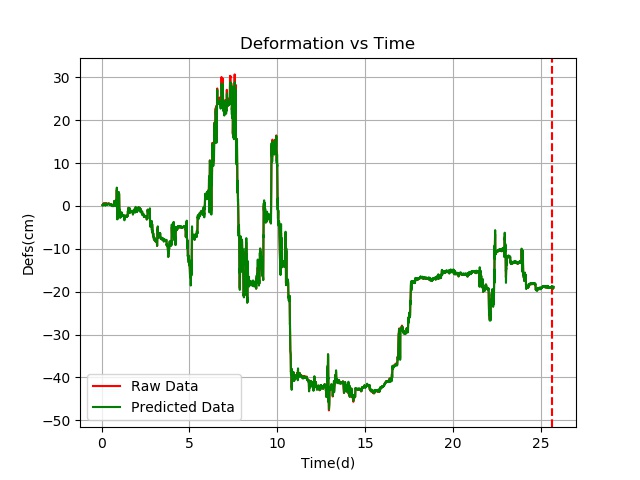 Deformation vs Time
30
20
10
0
−10
−20
−30
−40
−50
Defs(cm)
Raw Data
Predicted Data
0 5 10 15 20 25
Time(d)